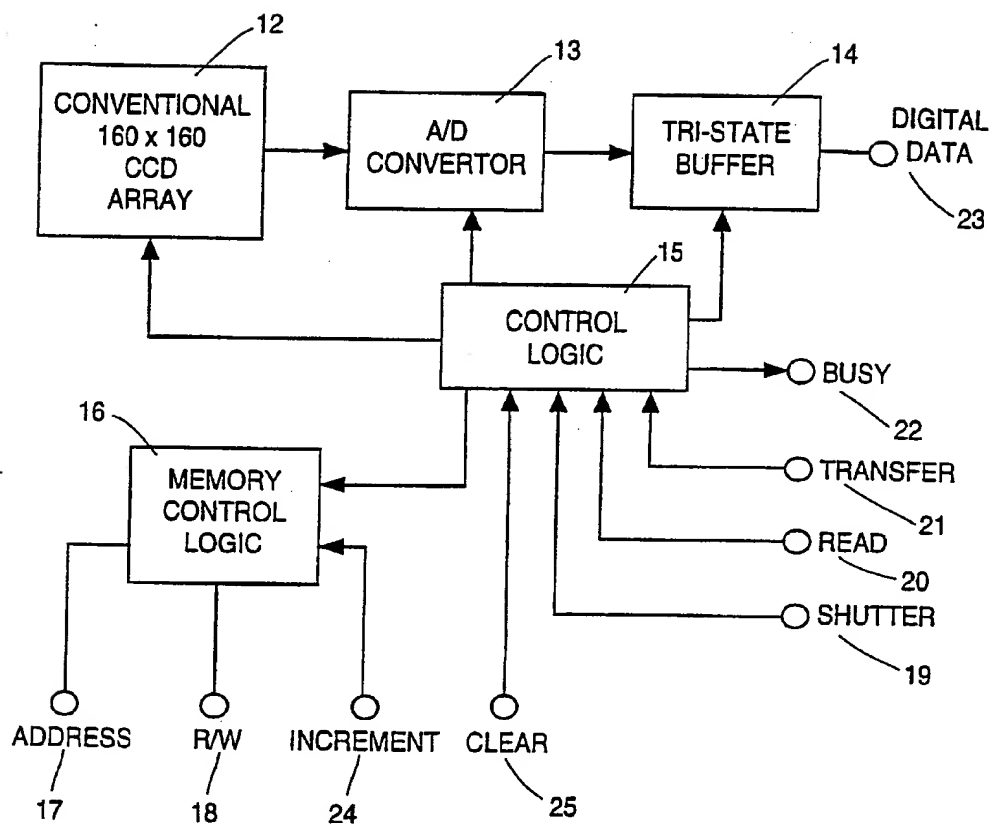 12
CONVENTIONAL
160 x 160
CCD
ARRAY
13
A/D
CONVERTOR
14
TRI-STATE
BUFFER
DIGITAL
DATA
23
15
CONTROL
LOGIC
BUSY
22
TRANSFER
21
READ
20
SHUTTER
19
16
MEMORY
CONTROL
LOGIC
ADDRESS
17
R/W
18
INCREMENT
24
CLEAR
25